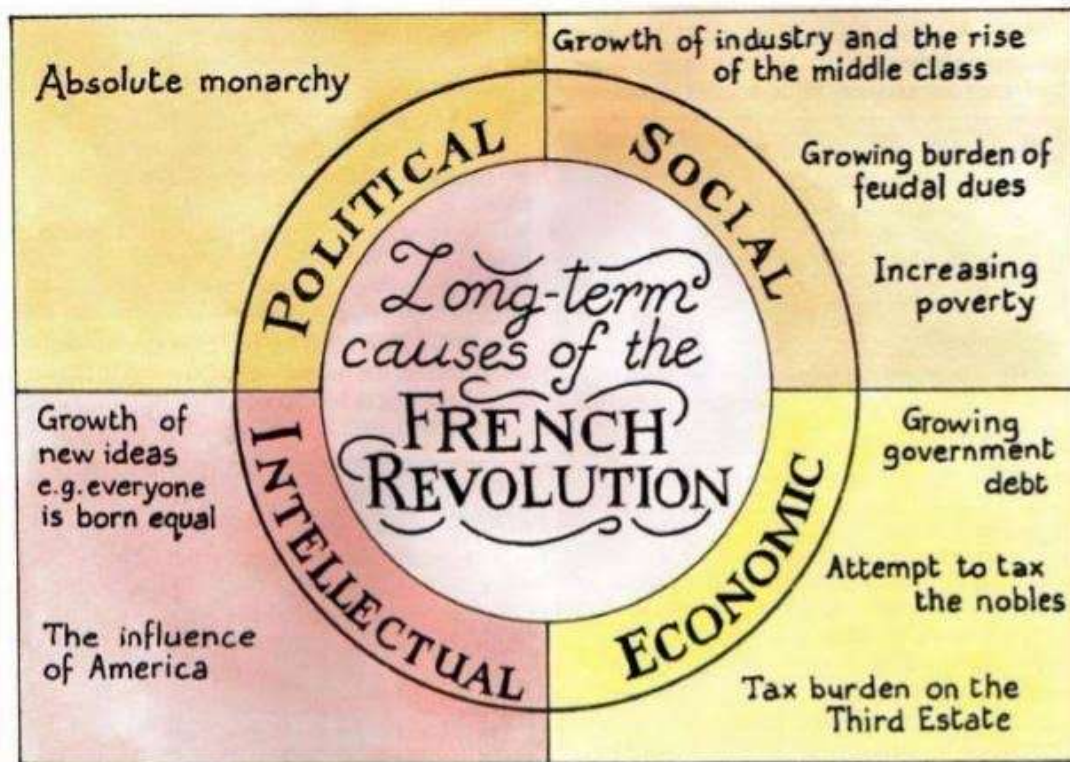 Absolute monarchy
POLITICAL
Growth of industry and the rise
of the middle class
Growing burden of
feudal dues
Increasing
poverty
SOCIAL
Long-term
causes of the
FRENCH
REVOLUTION
Growth of
new ideas
e.g. everyone
is born equal
The influence
of America
INTELLECTUAL
Growing
government
debt
Attempt to tax
the nobles
Tax burden on the
Third Estate
ECONOMIC